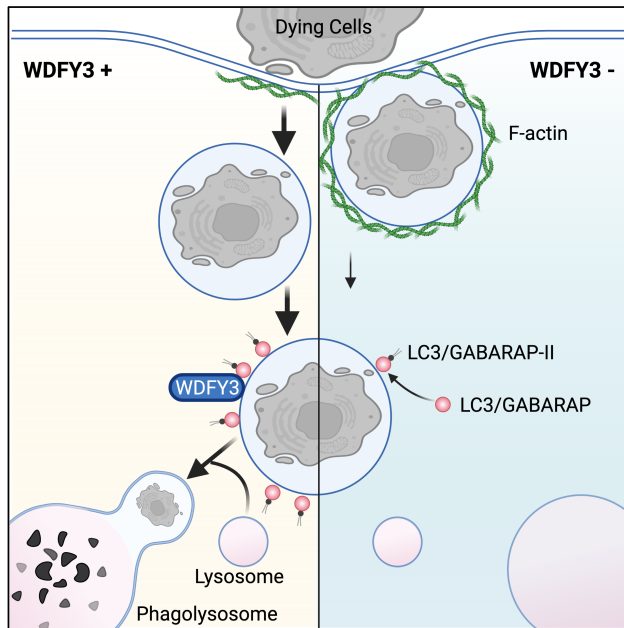 Dying Cells
WDFY3 +
WDFY3 -
F-actin
LC3/GABARAP-II
WDFY3
LC3/GABARAP
Lysosome
Phagolysosome